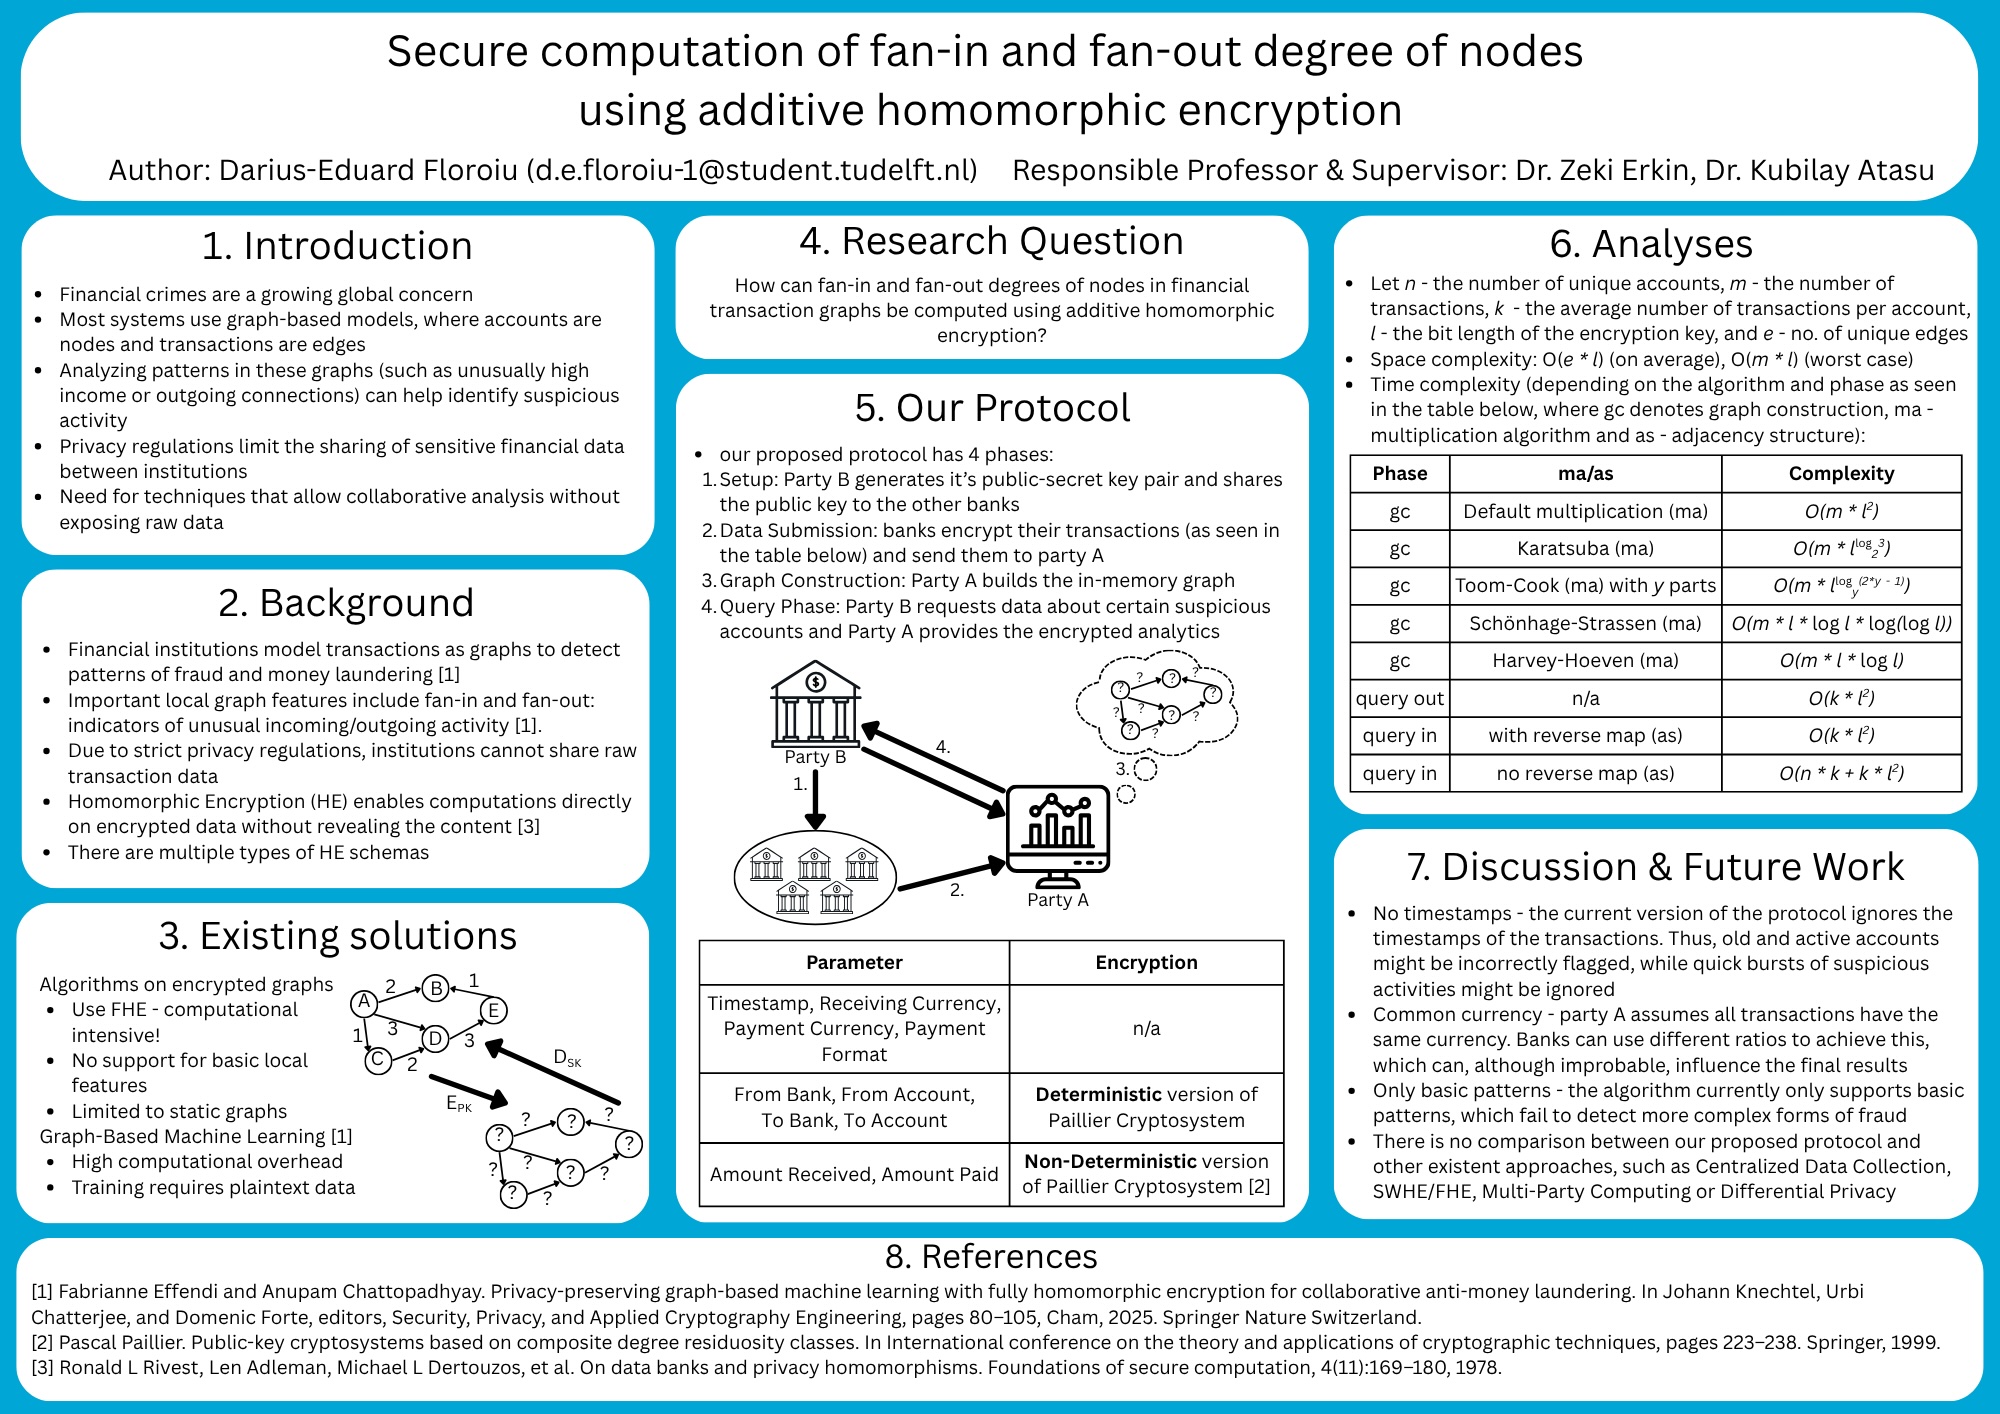 Secure computation of fan-in and fan-out degree of nodes
using additive homomorphic encryption
Author: Darius-Eduard Floroiu (d.e.floroiu-1@student.tudelft.nl)    Responsible Professor & Supervisor: Dr. Zeki Erkin, Dr. Kubilay Atasu
1. Introduction
• Financial crimes are a growing global concern
• Most systems use graph-based models, where accounts are
nodes and transactions are edges
• Analyzing patterns in these graphs (such as unusually high
income or outgoing connections) can help identify suspicious
activity
• Privacy regulations limit the sharing of sensitive financial data
between institutions
• Need for techniques that allow collaborative analysis without
exposing raw data
2. Background
• Financial institutions model transactions as graphs to detect
patterns of fraud and money laundering [1]
• Important local graph features include fan-in and fan-out:
indicators of unusual incoming/outgoing activity [1].
• Due to strict privacy regulations, institutions cannot share raw
transaction data
• Homomorphic Encryption (HE) enables computations directly
on encrypted data without revealing the content [3]
• There are multiple types of HE schemas
3. Existing solutions
Algorithms on encrypted graphs
• Use FHE - computational
intensive!
• No support for basic local
features
• Limited to static graphs
Graph-Based Machine Learning [1]
• High computational overhead
• Training requires plaintext data
2 B 1
A E
1 3 D 3
C 2
D_SK
E_PK
? ? ?
? ?
? ? ? ?
? ?
4. Research Question
How can fan-in and fan-out degrees of nodes in financial
transaction graphs be computed using additive homomorphic
encryption?
5. Our Protocol
• our proposed protocol has 4 phases:
1. Setup: Party B generates it's public-secret key pair and shares
the public key to the other banks
2. Data Submission: banks encrypt their transactions (as seen in
the table below) and send them to party A
3. Graph Construction: Party A builds the in-memory graph
4. Query Phase: Party B requests data about certain suspicious
accounts and Party A provides the encrypted analytics
$
Party B
? ? ?
? ?
? ? ? ?
? ?
4.
3.
1.
$ $ $
$ $
2.
Party A
Parameter Encryption
Timestamp, Receiving Currency,
Payment Currency, Payment
Format
n/a
From Bank, From Account,
To Bank, To Account
Deterministic version of
Paillier Cryptosystem
Amount Received, Amount Paid
Non-Deterministic version
of Paillier Cryptosystem [2]
6. Analyses
• Let n - the number of unique accounts, m - the number of
transactions, k - the average number of transactions per account,
l - the bit length of the encryption key, and e - no. of unique edges
• Space complexity: O(e * l) (on average), O(m * l) (worst case)
• Time complexity (depending on the algorithm and phase as seen
in the table below, where gc denotes graph construction, ma -
multiplication algorithm and as - adjacency structure):
Phase ma/as Complexity
gc Default multiplication (ma) O(m * l²)
gc Karatsuba (ma) O(m * l^log_2 3)
gc Toom-Cook (ma) with y parts O(m * l^log_y (2*y - 1))
gc Schönhage-Strassen (ma) O(m * l * log l * log(log l))
gc Harvey-Hoeven (ma) O(m * l * log l)
query out n/a O(k * l²)
query in with reverse map (as) O(k * l²)
query in no reverse map (as) O(n * k + k * l²)
7. Discussion & Future Work
• No timestamps - the current version of the protocol ignores the
timestamps of the transactions. Thus, old and active accounts
might be incorrectly flagged, while quick bursts of suspicious
activities might be ignored
• Common currency - party A assumes all transactions have the
same currency. Banks can use different ratios to achieve this,
which can, although improbable, influence the final results
• Only basic patterns - the algorithm currently only supports basic
patterns, which fail to detect more complex forms of fraud
• There is no comparison between our proposed protocol and
other existent approaches, such as Centralized Data Collection,
SWHE/FHE, Multi-Party Computing or Differential Privacy
8. References
[1] Fabrianne Effendi and Anupam Chattopadhyay. Privacy-preserving graph-based machine learning with fully homomorphic encryption for collaborative anti-money laundering. In Johann Knechtel, Urbi
Chatterjee, and Domenic Forte, editors, Security, Privacy, and Applied Cryptography Engineering, pages 80–105, Cham, 2025. Springer Nature Switzerland.
[2] Pascal Paillier. Public-key cryptosystems based on composite degree residuosity classes. In International conference on the theory and applications of cryptographic techniques, pages 223–238. Springer, 1999.
[3] Ronald L Rivest, Len Adleman, Michael L Dertouzos, et al. On data banks and privacy homomorphisms. Foundations of secure computation, 4(11):169–180, 1978.